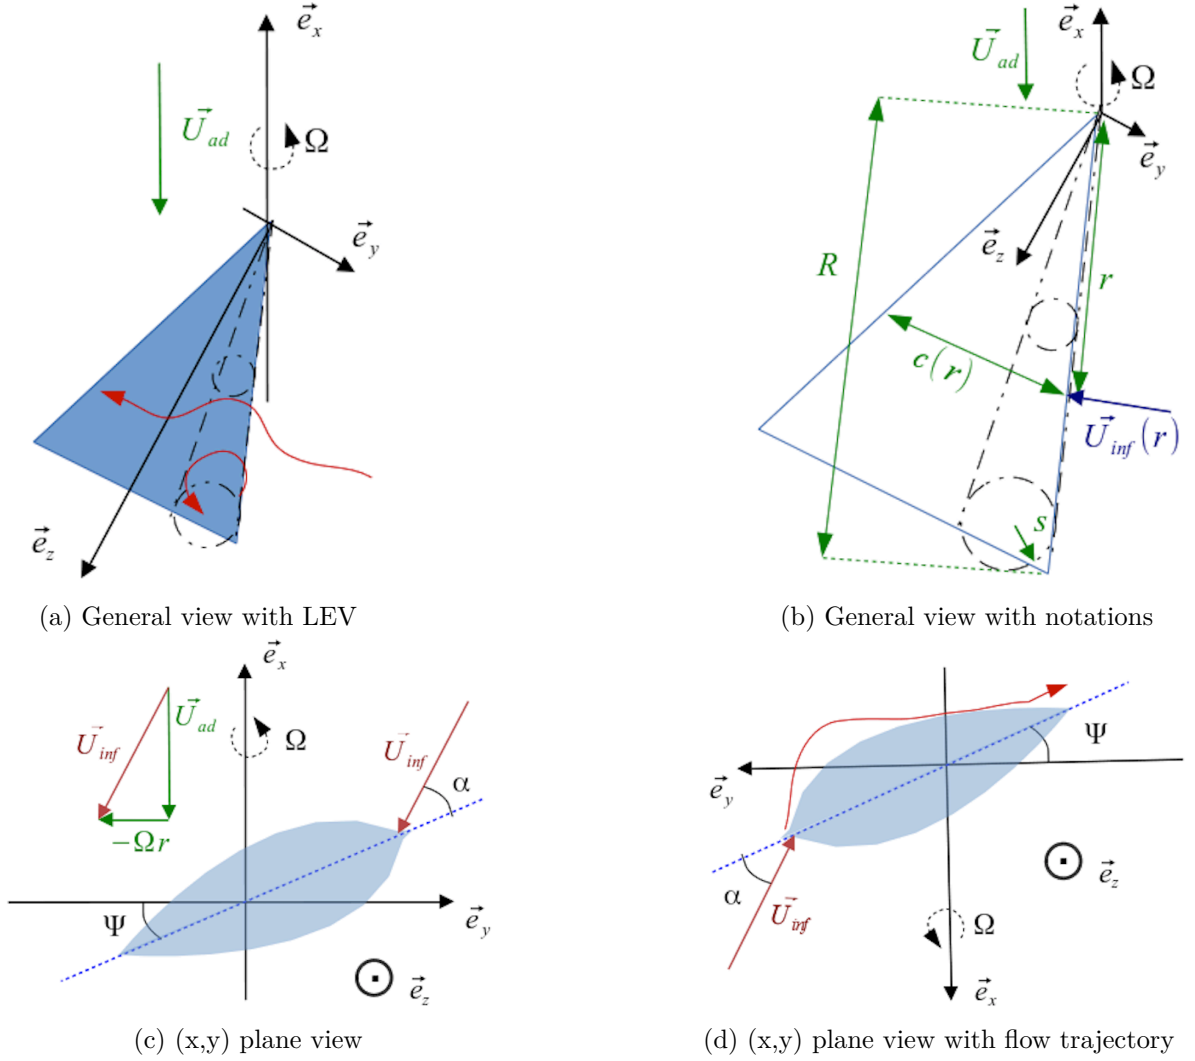 e⃗x
U⃗ad
Ω
e⃗y
e⃗z
(a) General view with LEV
e⃗x
U⃗ad
Ω
e⃗y
e⃗z
R
r
c(r)
U⃗inf(r)
s
(b) General view with notations
e⃗x
U⃗ad
U⃗inf
Ω
U⃗inf
α
−Ωr
Ψ
e⃗y
e⃗z
(c) (x,y) plane view
Ψ
e⃗y
e⃗z
α
U⃗inf
Ω
e⃗x
(d) (x,y) plane view with flow trajectory